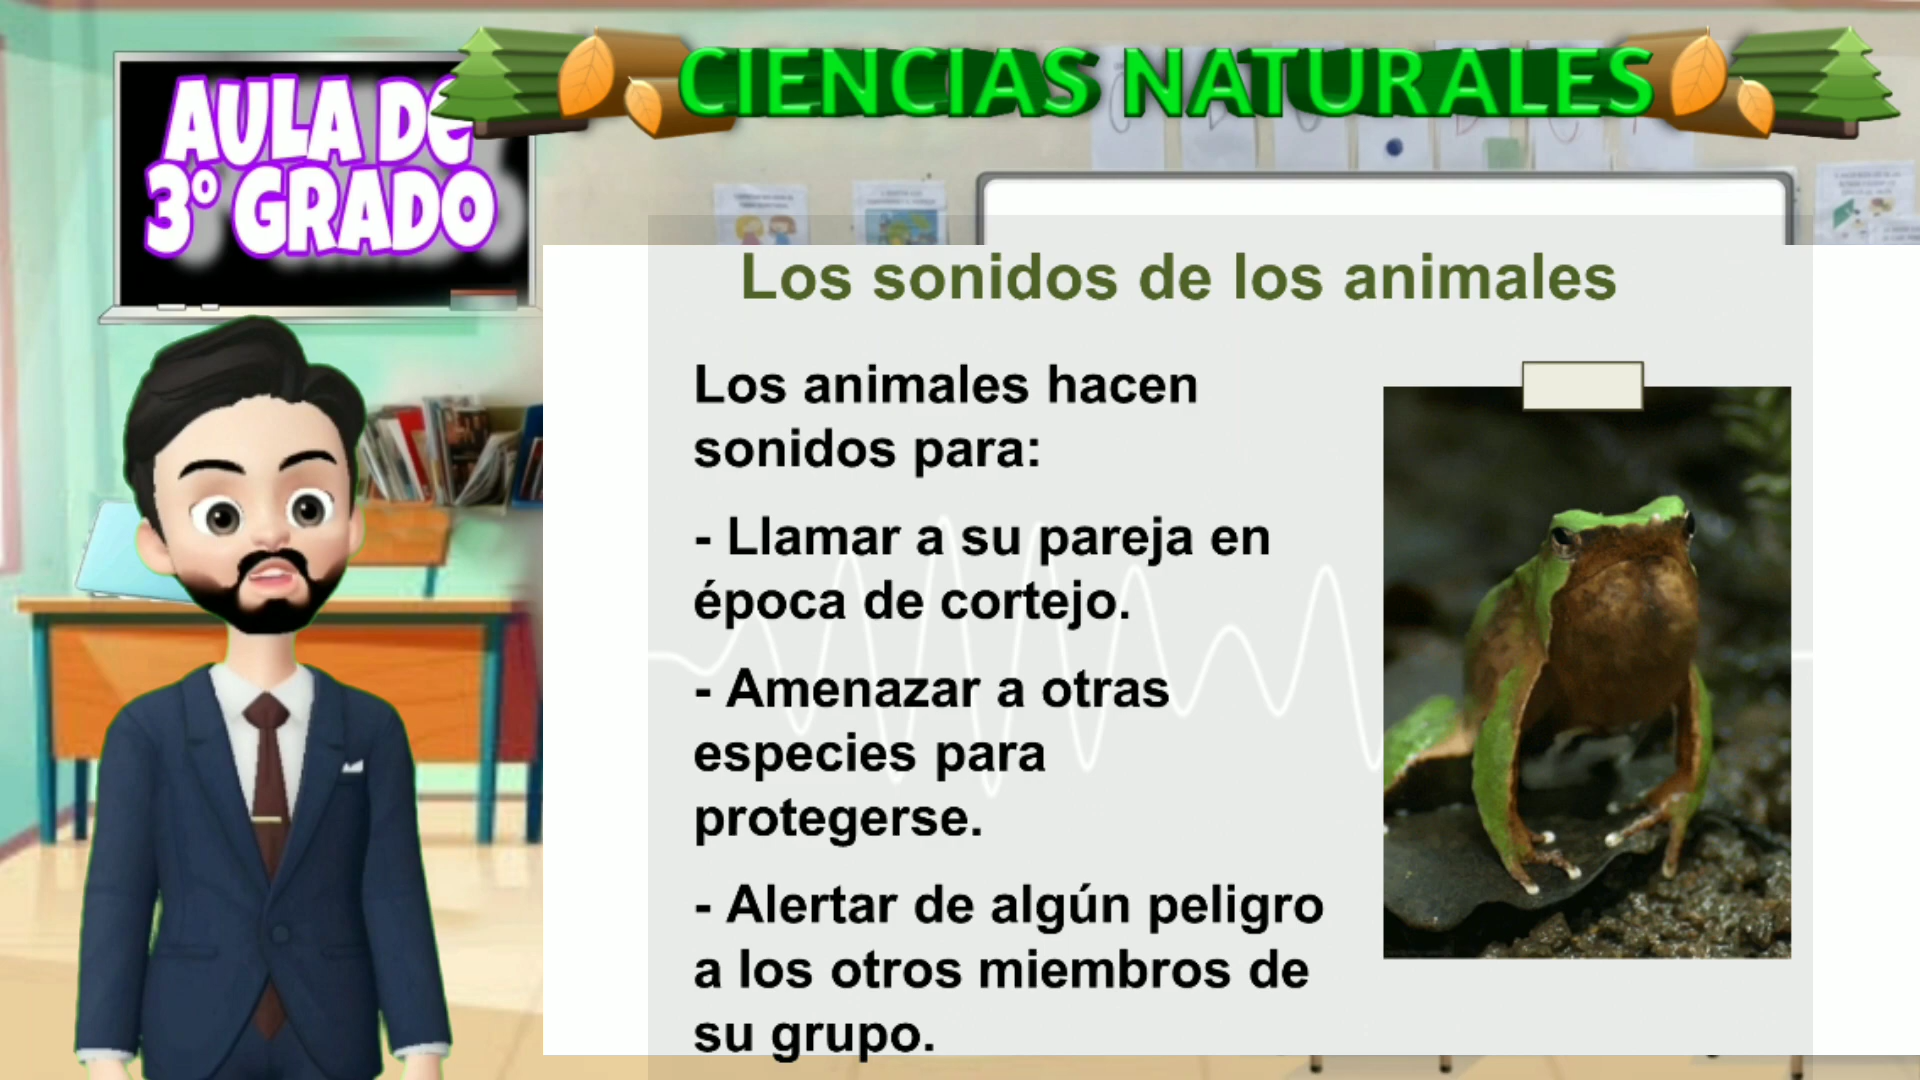 AULA DE
3º GRADO
CIENCIAS NATURALES
Los sonidos de los animales
Los animales hacen
sonidos para:
- Llamar a su pareja en
época de cortejo.
- Amenazar a otras
especies para
protegerse.
- Alertar de algún peligro
a los otros miembros de
su grupo.